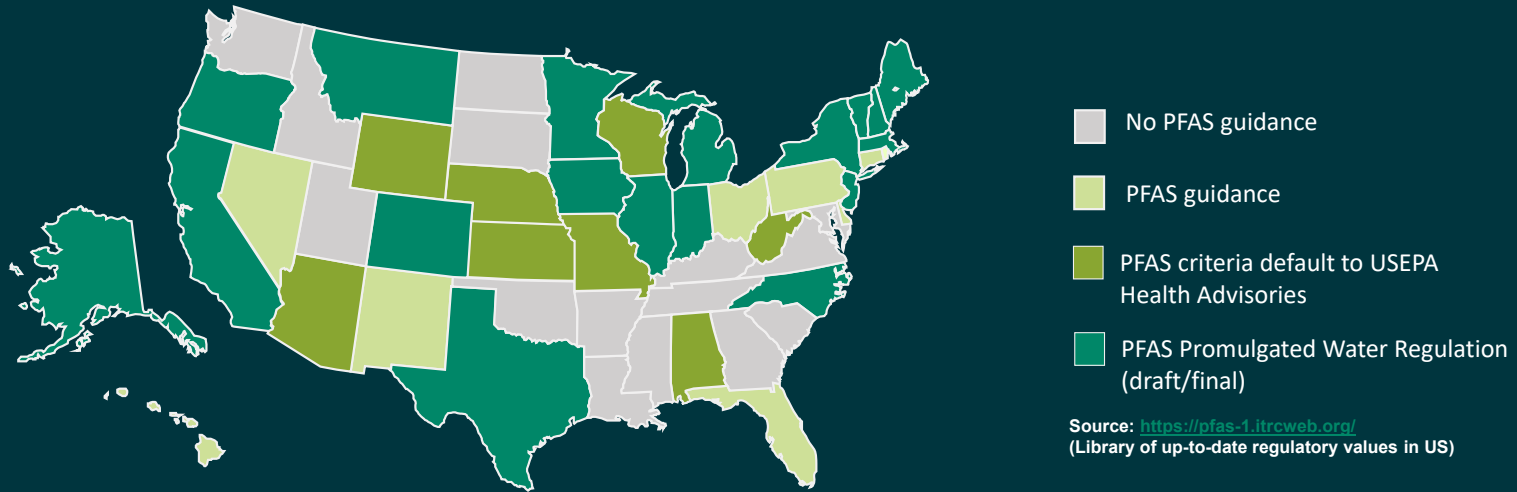 No PFAS guidance
PFAS guidance
PFAS criteria default to USEPA
Health Advisories
PFAS Promulgated Water Regulation
(draft/final)
Source: https://pfas-1.itrcweb.org/
(Library of up-to-date regulatory values in US)